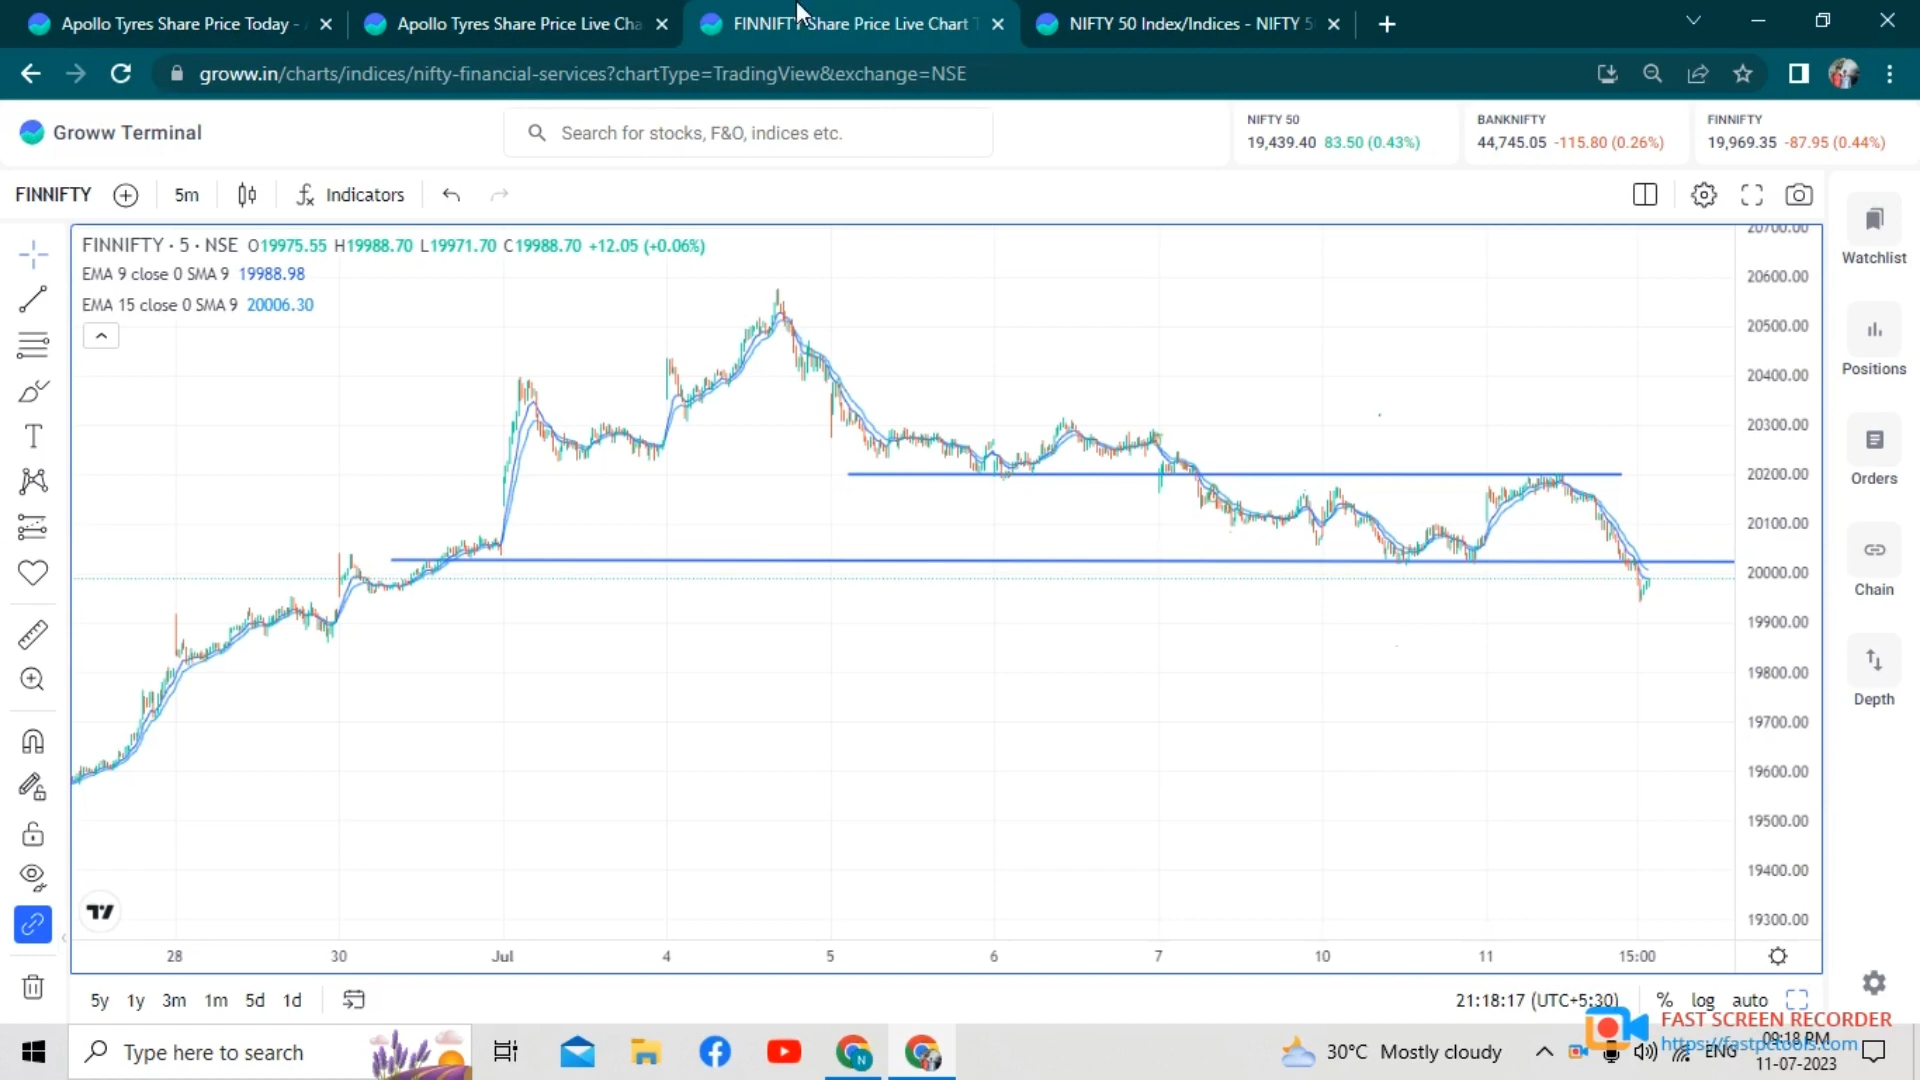 Apollo Tyres Share Price Today -
Apollo Tyres Share Price Live Cha
FINNIFTY Share Price Live Chart T
NIFTY 50 Index/Indices - NIFTY 5
groww.in/charts/indices/nifty-financial-services?chartType=TradingView&exchange=NSE
Groww Terminal
Search for stocks, F&O, indices etc.
NIFTY 50
19,439.40 83.50 (0.43%)
BANKNIFTY
44,745.05 -115.80 (0.26%)
FINNIFTY
19,969.35 -87.95 (0.44%)
FINNIFTY
5m
Indicators
FINNIFTY · 5 · NSE O19975.55 H19988.70 L19971.70 C19988.70 +12.05 (+0.06%)
EMA 9 close 0 SMA 9 19988.98
EMA 15 close 0 SMA 9 20006.30
20700.00
20600.00
20500.00
20400.00
20300.00
20200.00
20100.00
20000.00
19900.00
19800.00
19700.00
19600.00
19500.00
19400.00
19300.00
Watchlist
Positions
Orders
Chain
Depth
28 30 Jul 4 5 6 7 10 11 15:00
5y 1y 3m 1m 5d 1d
21:18:17 (UTC+5:30) % log auto
Type here to search
30°C Mostly cloudy
ENG
09:18 PM
11-07-2023
FAST SCREEN RECORDER
https://fastpctools.com